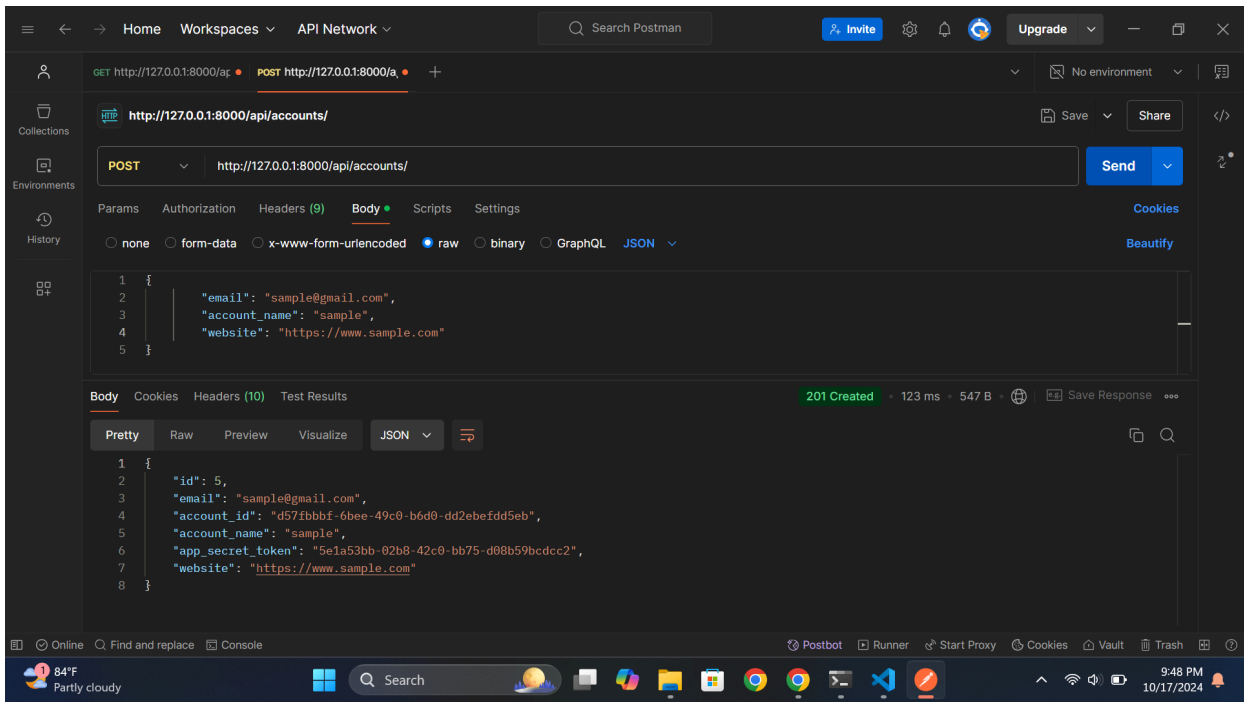 Home Workspaces API Network Search Postman Invite Upgrade
GET http://127.0.0.1:8000/ap POST http://127.0.0.1:8000/a No environment
HTTP http://127.0.0.1:8000/api/accounts/ Save Share
Collections
POST http://127.0.0.1:8000/api/accounts/ Send
Environments
Params Authorization Headers (9) Body Scripts Settings Cookies
History
none form-data x-www-form-urlencoded raw binary GraphQL JSON Beautify
1 {
2 "email": "sample@gmail.com",
3 "account_name": "sample",
4 "website": "https://www.sample.com"
5 }
Body Cookies Headers (10) Test Results 201 Created 123 ms 547 B e.g. Save Response
Pretty Raw Preview Visualize JSON
1 {
2 "id": 5,
3 "email": "sample@gmail.com",
4 "account_id": "d57fbbbf-6bee-49c0-b6d0-dd2ebefdd5eb",
5 "account_name": "sample",
6 "app_secret_token": "5e1a53bb-02b8-42c0-bb75-d08b59bcdcc2",
7 "website": "https://www.sample.com"
8 }
Online Find and replace Console Postbot Runner Start Proxy Cookies Vault Trash
1 84°F
Partly cloudy
Search
9:48 PM
10/17/2024